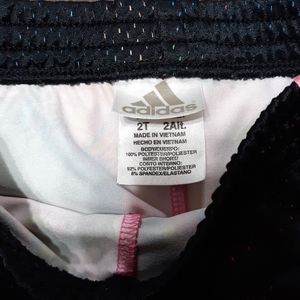 adidas
2T 2Añt.
MADE IN VIETNAM
HECHO EN VIETNAM
BODY/CUERPO:
100% POLYESTER/POLIESTER
INNER SHORT/
CORTO INTERNO:
92% POLYESTER/POLIESTER
8% SPANDEX/ELASTANO